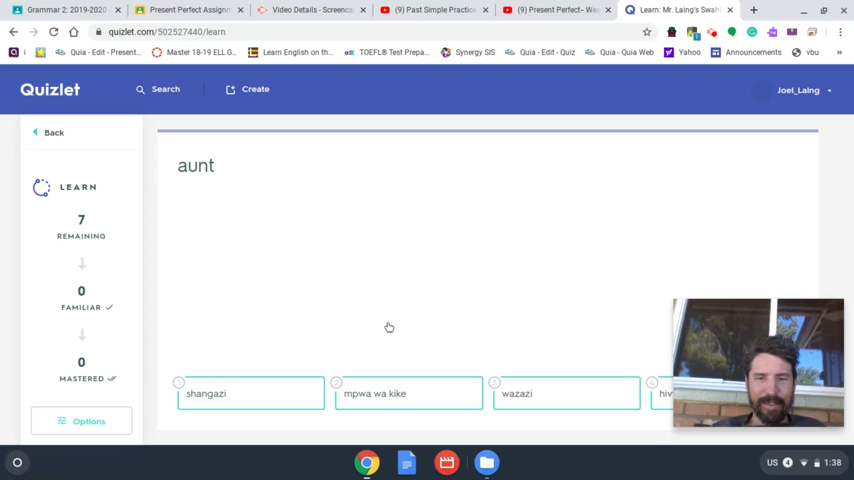 Grammar 2: 2019-2020
Present Perfect Assignm
Video Details - Screenca
(9) Past Simple Practice
(9) Present Perfect-- Wee
Learn: Mr. Laing's Swah
quizlet.com/502527440/learn
i
Quia - Edit - Present...
Master 18-19 ELL G...
Learn English on th...
TOEFL® Test Prepa...
Synergy SIS
Quia - Edit - Quiz
Quia - Quia Web
Yahoo
Announcements
vbu
»
Quizlet
Search
Create
Joel_Laing
Back
LEARN
7
REMAINING
0
FAMILIAR
0
MASTERED
Options
aunt
1
shangazi
2
mpwa wa kike
3
wazazi
4
US 4 1:38